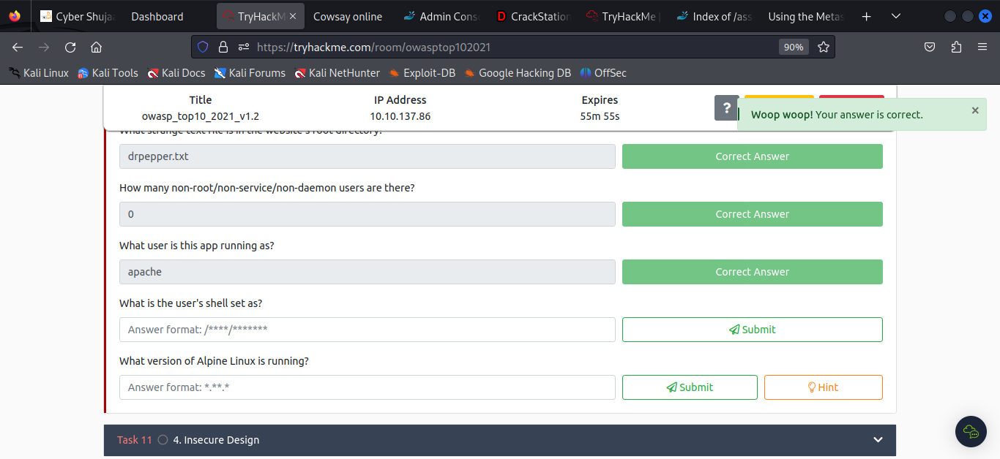 Cyber Shujaa Dashboard TryHackM Cowsay online Admin Cons CrackStation TryHackMe | Index of /ass Using the Metas
https://tryhackme.com/room/owasptop102021 90%
Kali Linux Kali Tools Kali Docs Kali Forums Kali NetHunter Exploit-DB Google Hacking DB OffSec
Title IP Address Expires
owasp_top10_2021_v1.2 10.10.137.86 55m 55s ?
Woop woop! Your answer is correct. ×
What strange text file is in the website's root directory?
drpepper.txt Correct Answer
How many non-root/non-service/non-daemon users are there?
0 Correct Answer
What user is this app running as?
apache Correct Answer
What is the user's shell set as?
Answer format: /****/******* Submit
What version of Alpine Linux is running?
Answer format: *.**.* Submit Hint
Task 11 4. Insecure Design